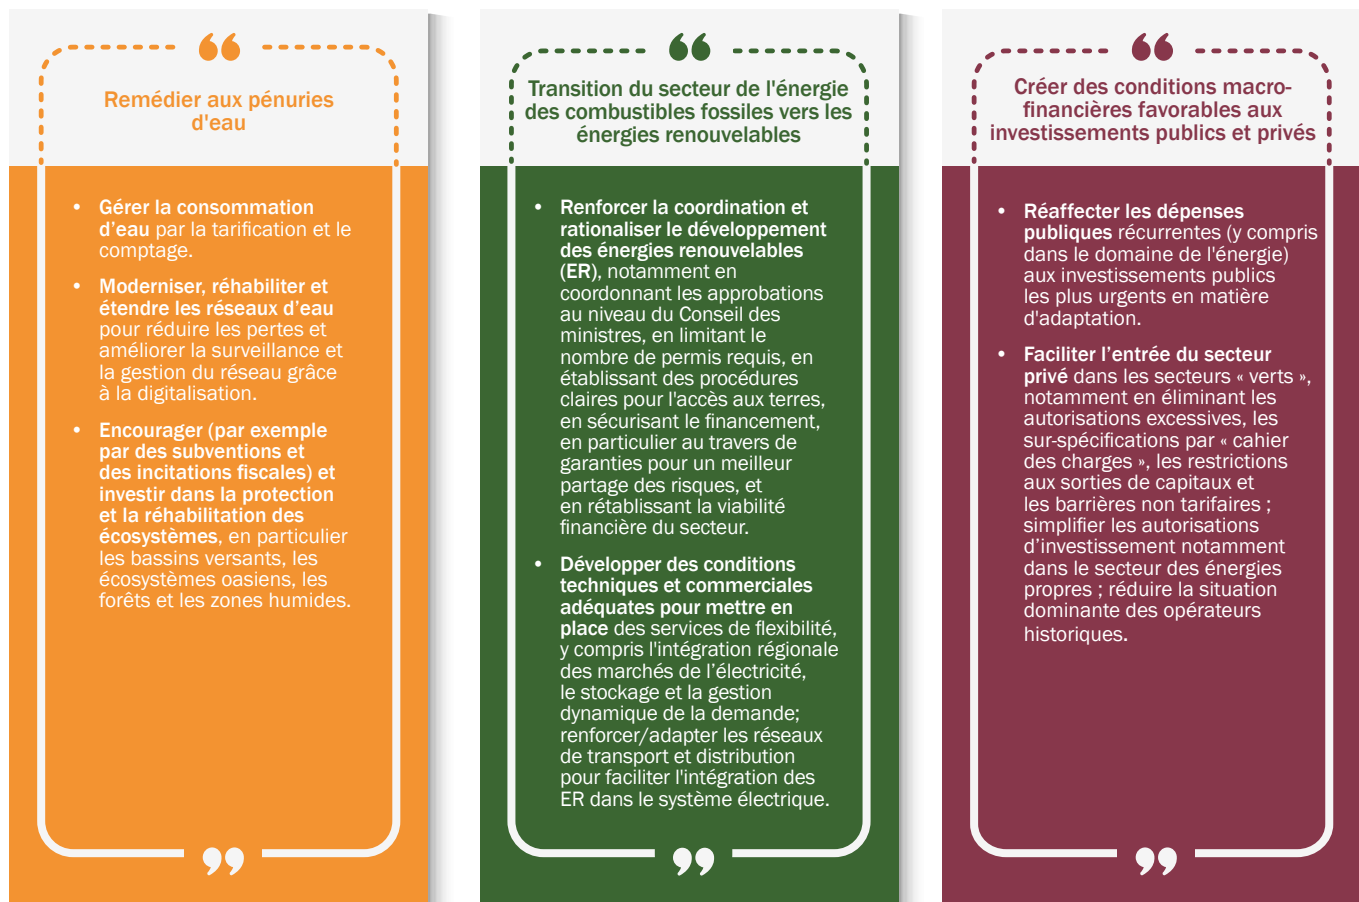 Remédier aux pénuries
d'eau
• Gérer la consommation
d’eau par la tarification et le
comptage.
• Moderniser, réhabiliter et
étendre les réseaux d’eau
pour réduire les pertes et
améliorer la surveillance et
la gestion du réseau grâce
à la digitalisation.
• Encourager (par exemple
par des subventions et
des incitations fiscales) et
investir dans la protection
et la réhabilitation des
écosystèmes, en particulier
les bassins versants, les
écosystèmes oasiens, les
forêts et les zones humides.
Transition du secteur de l'énergie
des combustibles fossiles vers les
énergies renouvelables
• Renforcer la coordination et
rationaliser le développement
des énergies renouvelables
(ER), notamment en
coordonnant les approbations
au niveau du Conseil des
ministres, en limitant le
nombre de permis requis, en
établissant des procédures
claires pour l'accès aux terres,
en sécurisant le financement,
en particulier au travers de
garanties pour un meilleur
partage des risques, et
en rétablissant la viabilité
financière du secteur.
• Développer des conditions
techniques et commerciales
adéquates pour mettre en
place des services de flexibilité,
y compris l'intégration régionale
des marchés de l’électricité,
le stockage et la gestion
dynamique de la demande;
renforcer/adapter les réseaux
de transport et distribution
pour faciliter l'intégration des
ER dans le système électrique.
Créer des conditions macro-
financières favorables aux
investissements publics et privés
• Réaffecter les dépenses
publiques récurrentes (y compris
dans le domaine de l'énergie)
aux investissements publics
les plus urgents en matière
d'adaptation.
• Faciliter l’entrée du secteur
privé dans les secteurs « verts »,
notamment en éliminant les
autorisations excessives, les
sur-spécifications par « cahier
des charges », les restrictions
aux sorties de capitaux et
les barrières non tarifaires ;
simplifier les autorisations
d’investissement notamment
dans le secteur des énergies
propres ; réduire la situation
dominante des opérateurs
historiques.